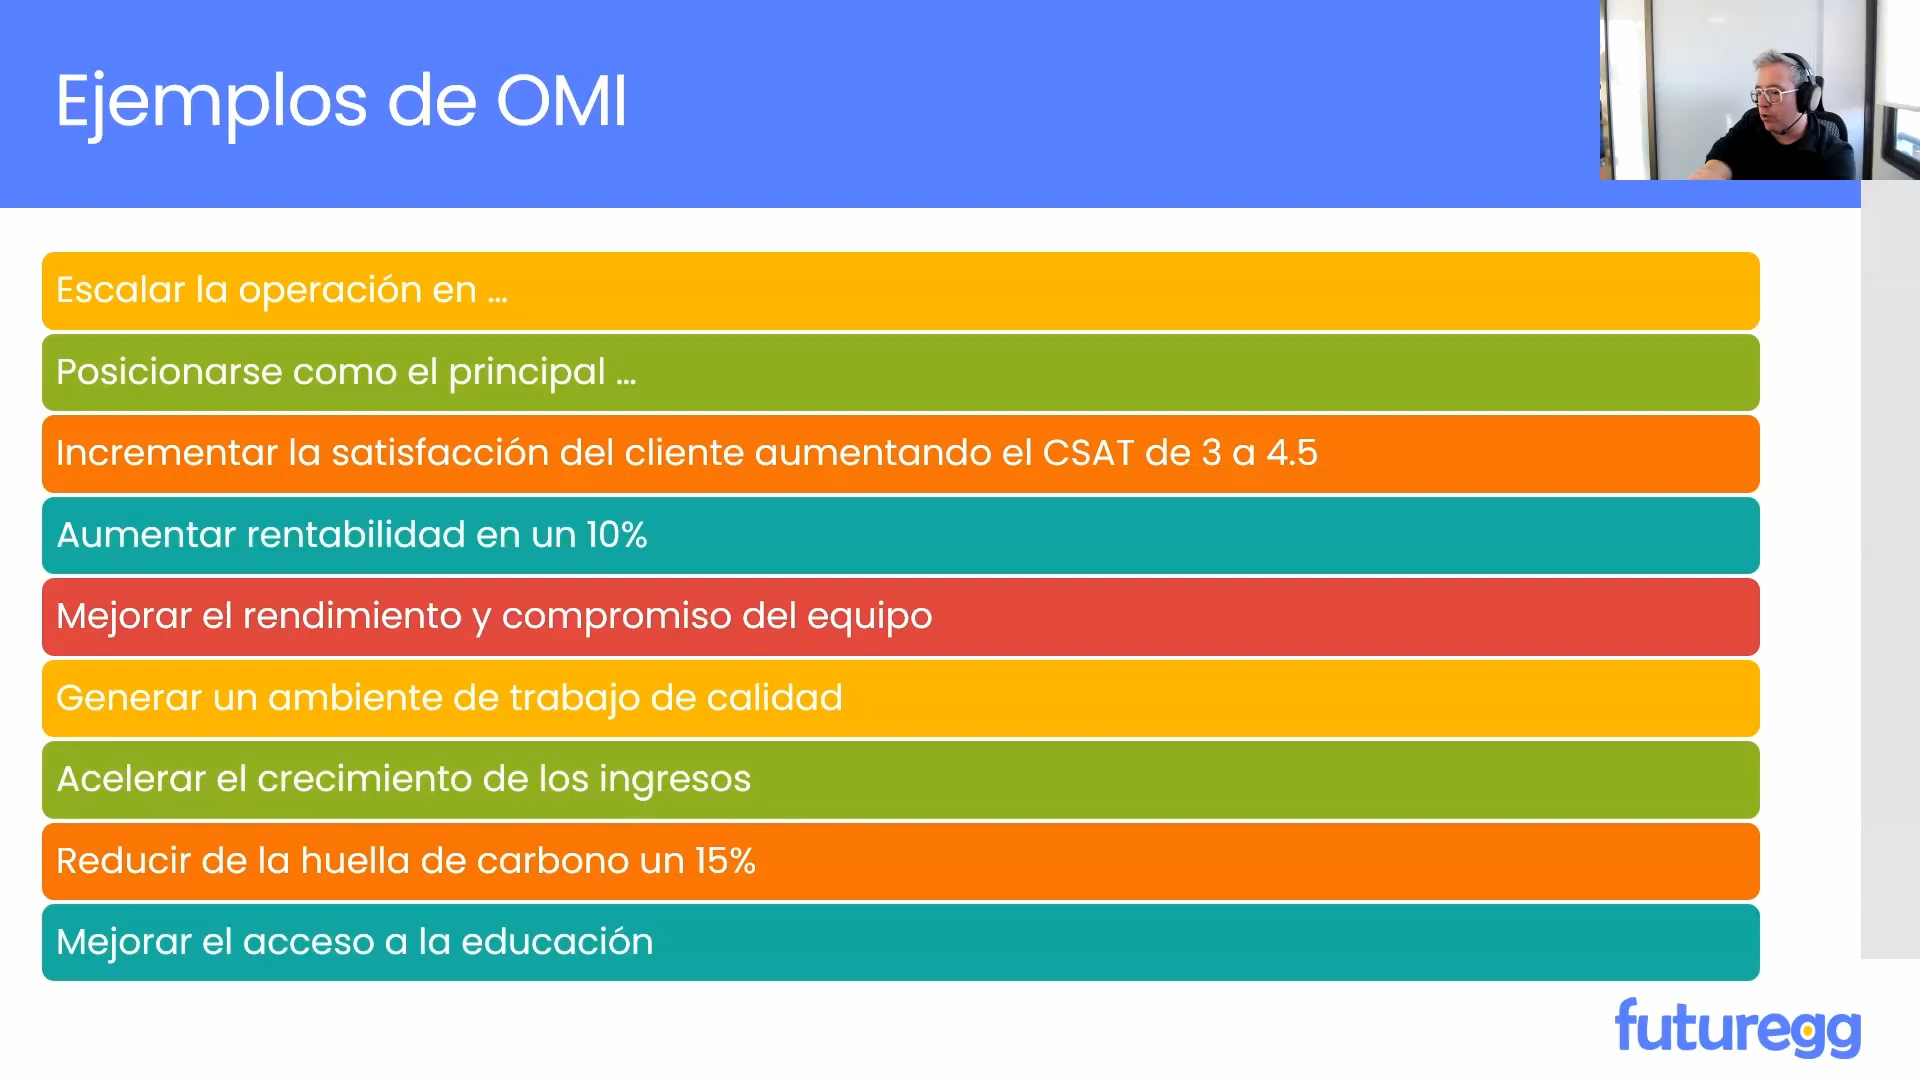 Ejemplos de OMI
Escalar la operación en ...
Posicionarse como el principal ...
Incrementar la satisfacción del cliente aumentando el CSAT de 3 a 4.5
Aumentar rentabilidad en un 10%
Mejorar el rendimiento y compromiso del equipo
Generar un ambiente de trabajo de calidad
Acelerar el crecimiento de los ingresos
Reducir de la huella de carbono un 15%
Mejorar el acceso a la educación
futuregg